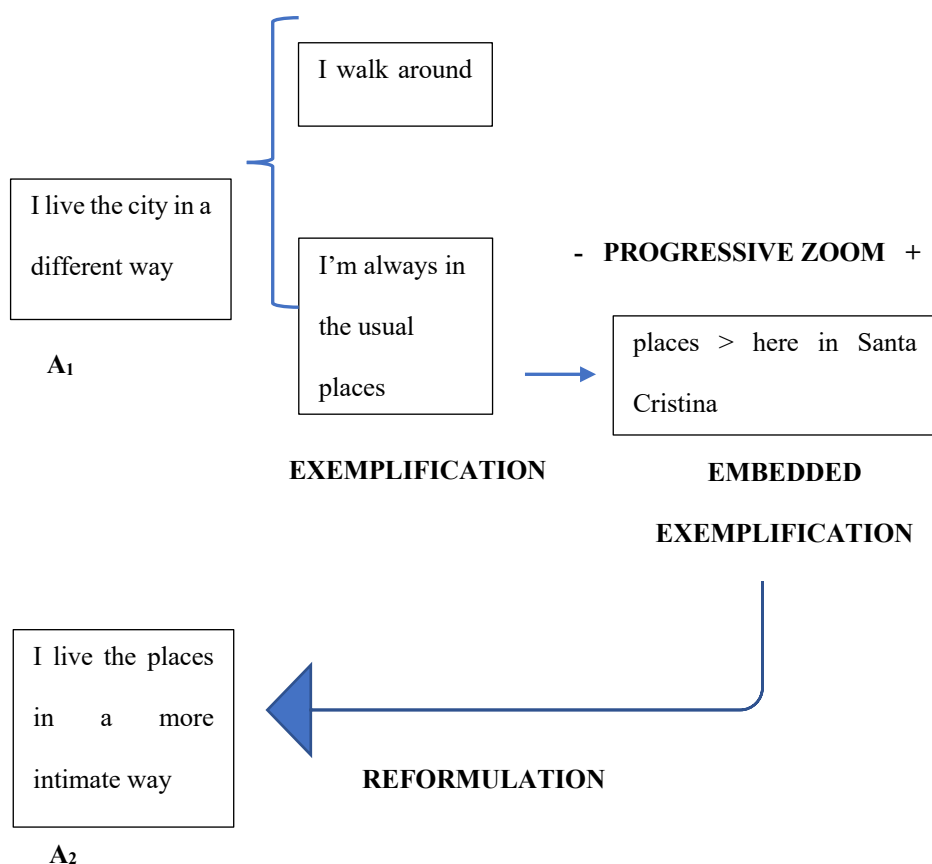 I walk around
I live the city in a
different way
A₁
I'm always in
the usual
places
EXEMPLIFICATION
- PROGRESSIVE ZOOM +
places > here in Santa
Cristina
EMBEDDED
EXEMPLIFICATION
I live the places
in a more
intimate way
A₂
REFORMULATION